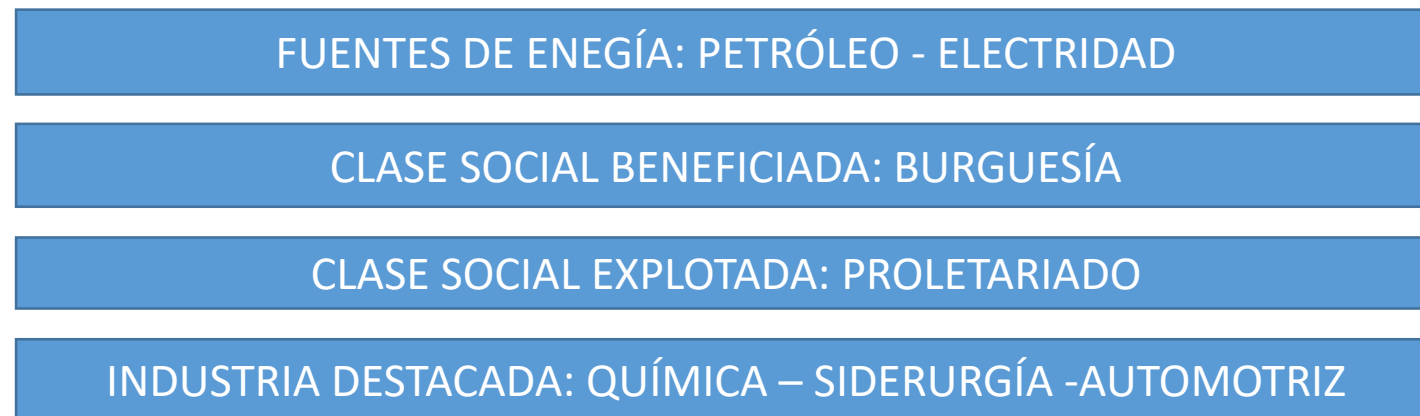 FUENTES DE ENEGÍA: PETRÓLEO - ELECTRIDAD
CLASE SOCIAL BENEFICIADA: BURGUESÍA
CLASE SOCIAL EXPLOTADA: PROLETARIADO
INDUSTRIA DESTACADA: QUÍMICA – SIDERURGÍA -AUTOMOTRIZ